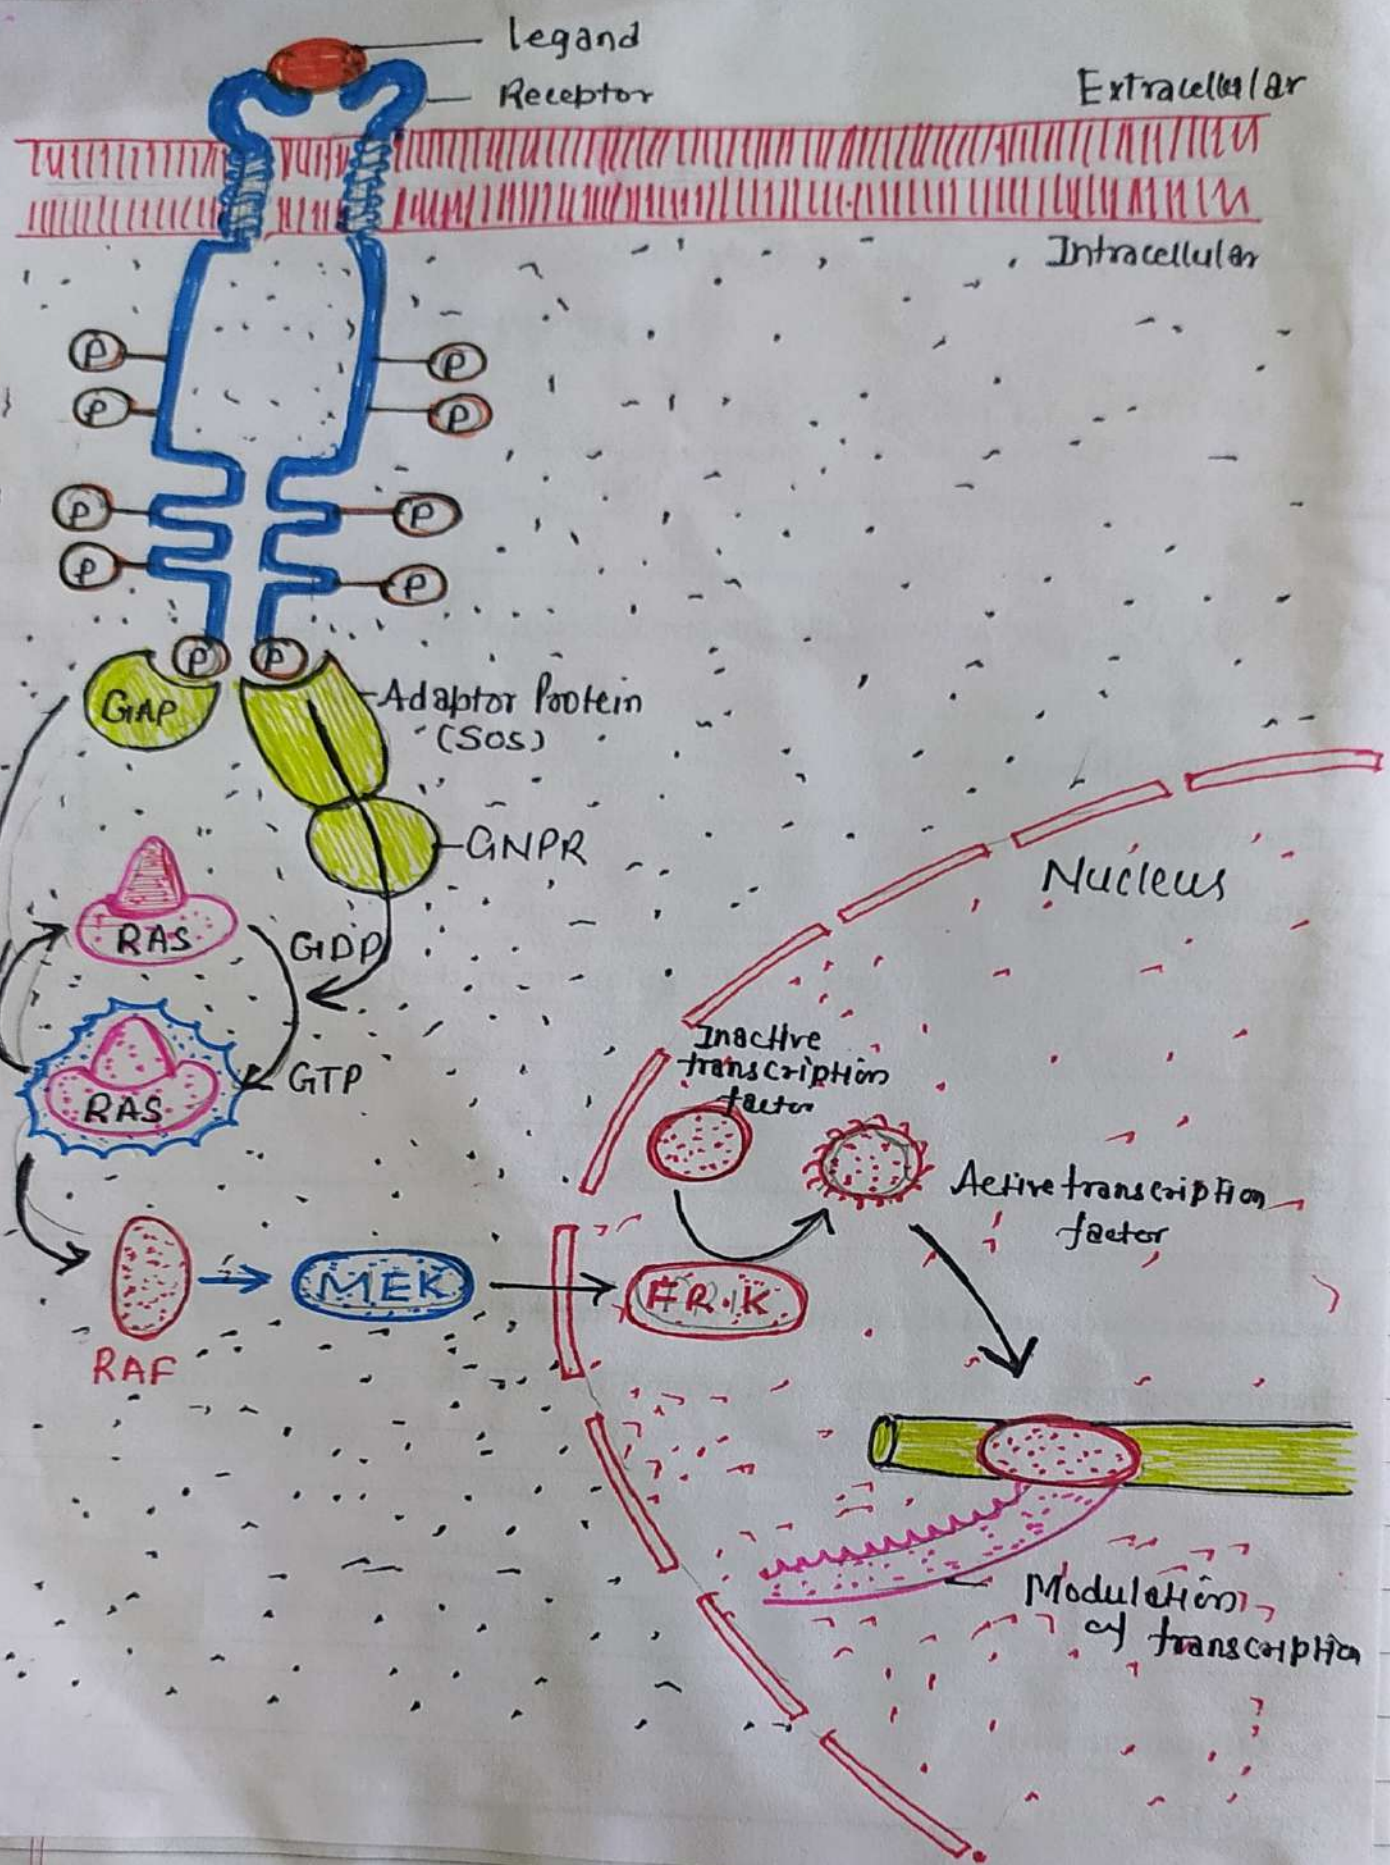 legand
Receptor
Extracellular
Intracellular
P
P
P
P
P
P
P
P
P
P
GAP
Adaptor Protein
(SOS)
GNPR
Nucleus
RAS
GDP
RAS
GTP
Inactive
transcription
factor
Active transcription
factor
RAF
MEK
ER.K
Modulation
of transcription